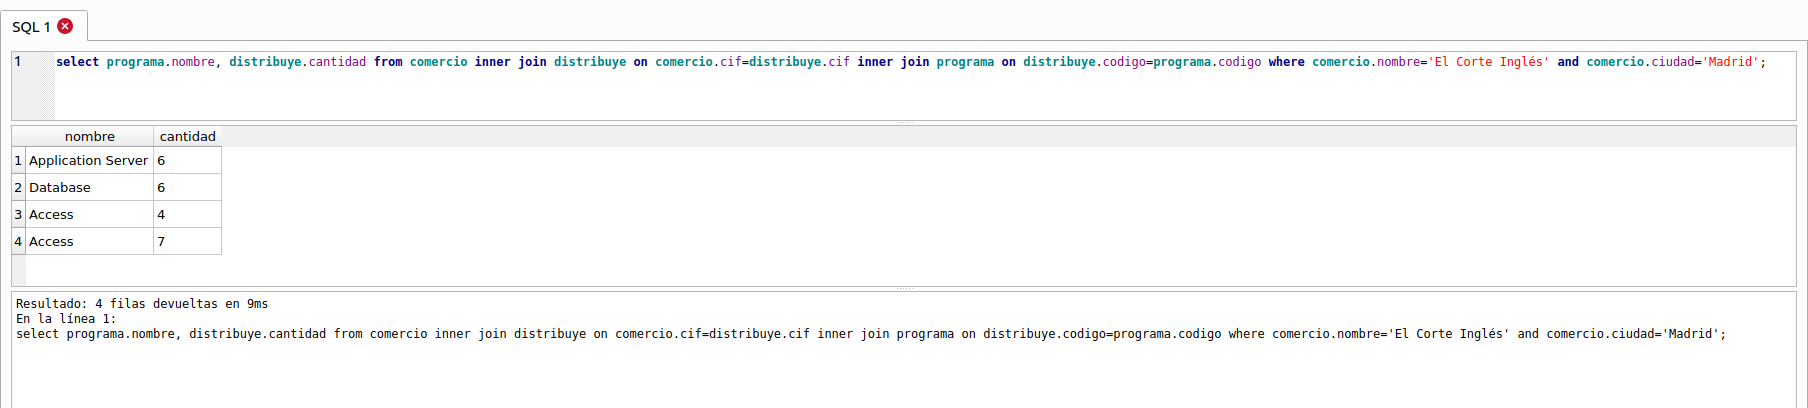 SQL 1
1 select programa.nombre, distribuye.cantidad from comercio inner join distribuye on comercio.cif=distribuye.cif inner join programa on distribuye.codigo=programa.codigo where comercio.nombre='El Corte Inglés' and comercio.ciudad='Madrid';
nombre cantidad
1 Application Server 6
2 Database 6
3 Access 4
4 Access 7
Resultado: 4 filas devueltas en 9ms
En la línea 1:
select programa.nombre, distribuye.cantidad from comercio inner join distribuye on comercio.cif=distribuye.cif inner join programa on distribuye.codigo=programa.codigo where comercio.nombre='El Corte Inglés' and comercio.ciudad='Madrid';